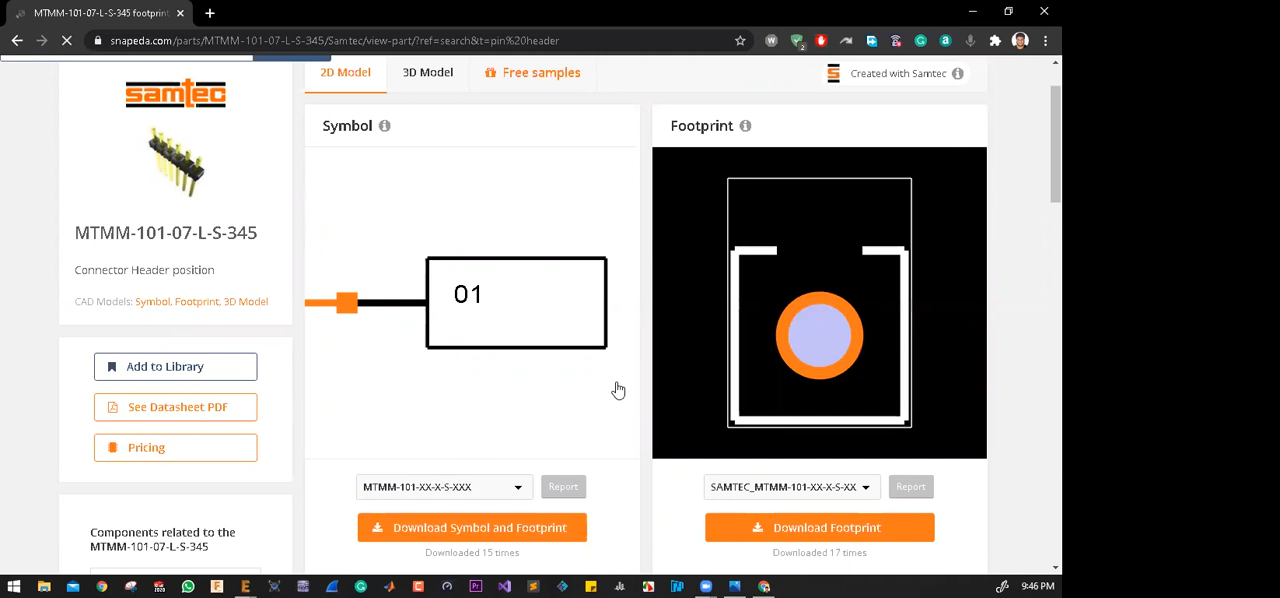 MTMM-101-07-L-S-345 footprint,
snapeda.com/parts/MTMM-101-07-L-S-345/Samtec/view-part/?ref=search&t=pin%20header
2D Model
3D Model
Free samples
Created with Samtec
samtec
Symbol
Footprint
01
MTMM-101-07-L-S-345
Connector Header position
CAD Models: Symbol, Footprint, 3D Model
Add to Library
See Datasheet PDF
Pricing
MTMM-101-XX-X-S-XXX
Report
SAMTEC_MTMM-101-XX-X-S-XX
Report
Download Symbol and Footprint
Download Footprint
Downloaded 15 times
Downloaded 17 times
Components related to the
MTMM-101-07-L-S-345
9:46 PM